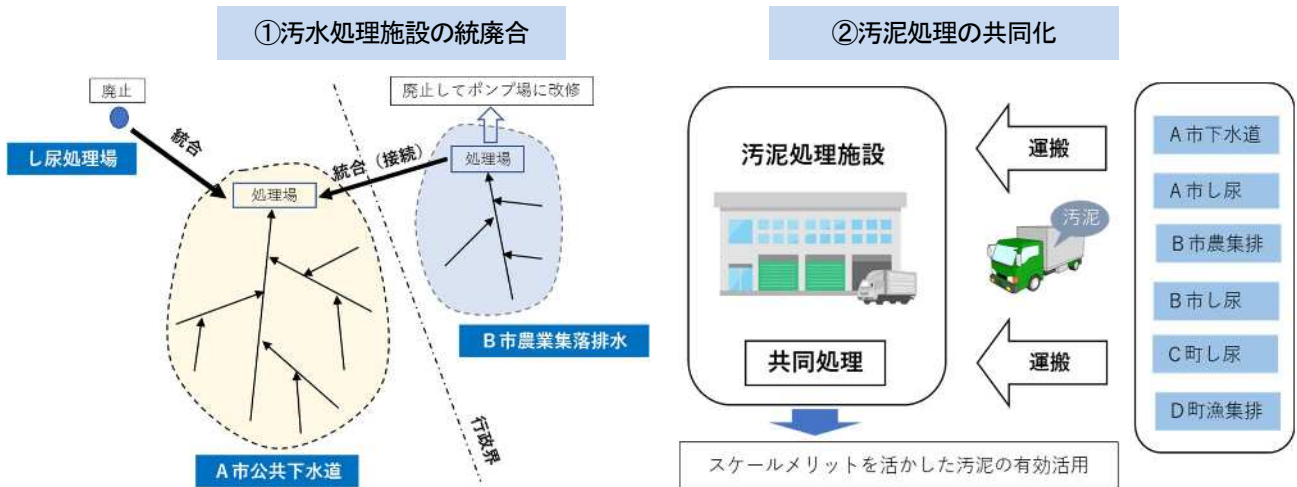 ①汚水処理施設の統廃合
廃止
し尿処理場
統合
処理場
統合（接続）
廃止してポンプ場に改修
処理場
B市農業集落排水
行政界
A市公共下水道
②汚泥処理の共同化
汚泥処理施設
共同処理
運搬
汚泥
運搬
A市下水道
A市し尿
B市農集排
B市し尿
C町し尿
D町漁集排
スケールメリットを活かした汚泥の有効活用